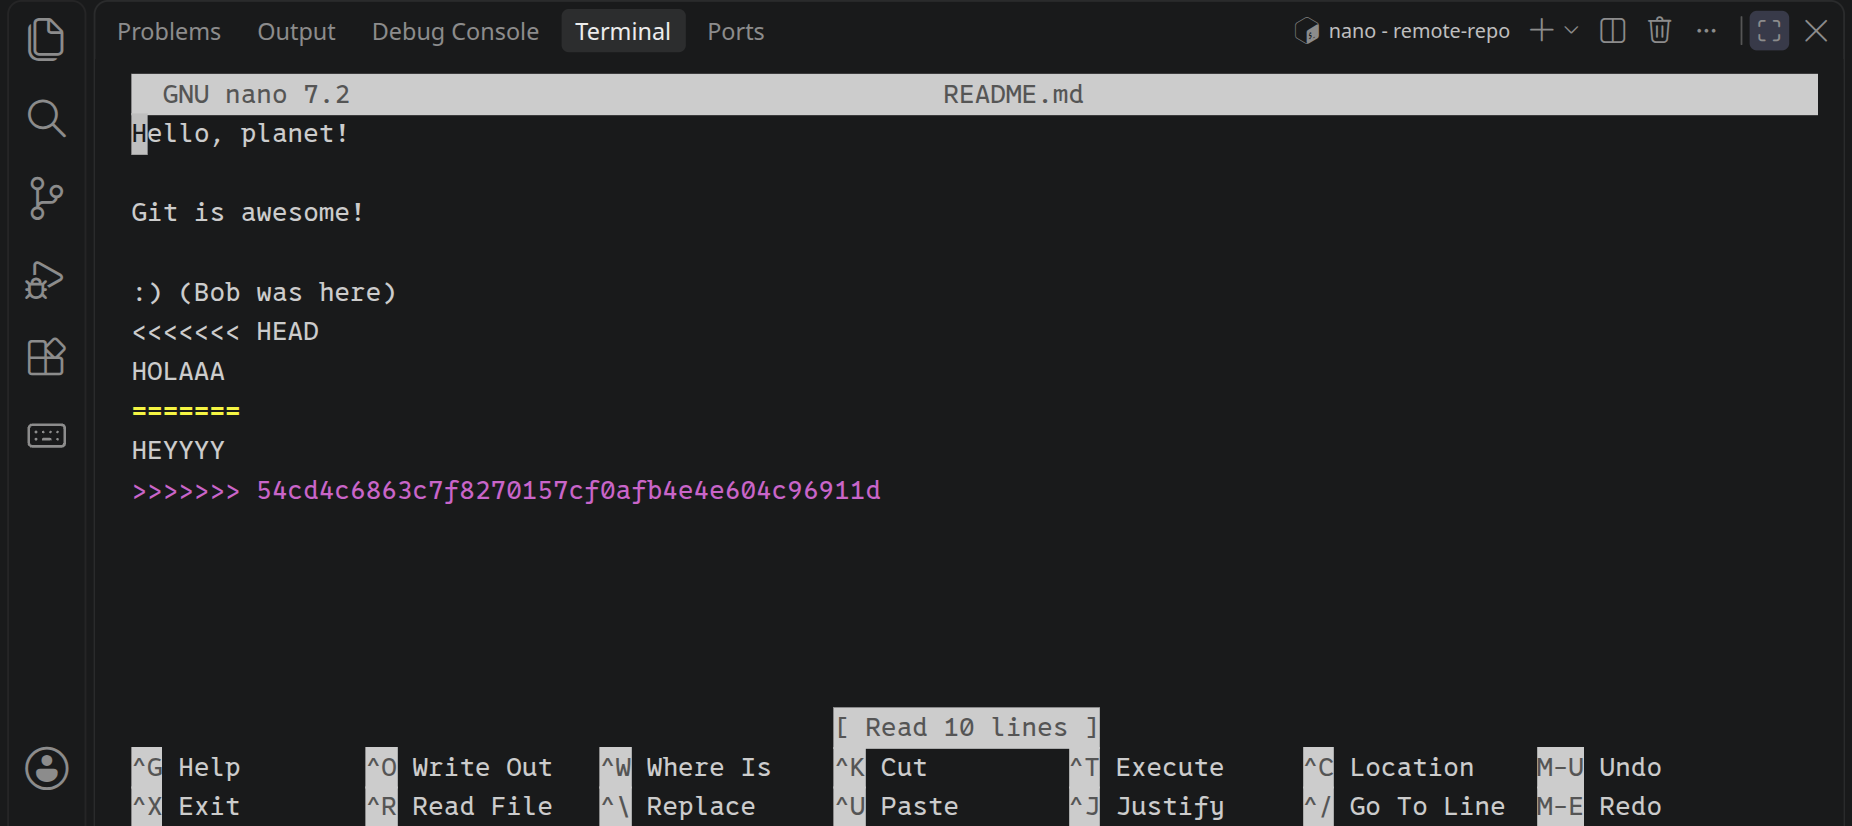 Problems Output Debug Console Terminal Ports nano - remote-repo
GNU nano 7.2 README.md
Hello, planet!
Git is awesome!
:) (Bob was here)
<<<<<<< HEAD
HOLAAA
=======
HEYYYY
>>>>>>> 54cd4c6863c7f8270157cf0afb4e4e604c96911d
[ Read 10 lines ]
^G Help ^O Write Out ^W Where Is ^K Cut ^T Execute ^C Location M-U Undo
^X Exit ^R Read File ^\ Replace ^U Paste ^J Justify ^/ Go To Line M-E Redo